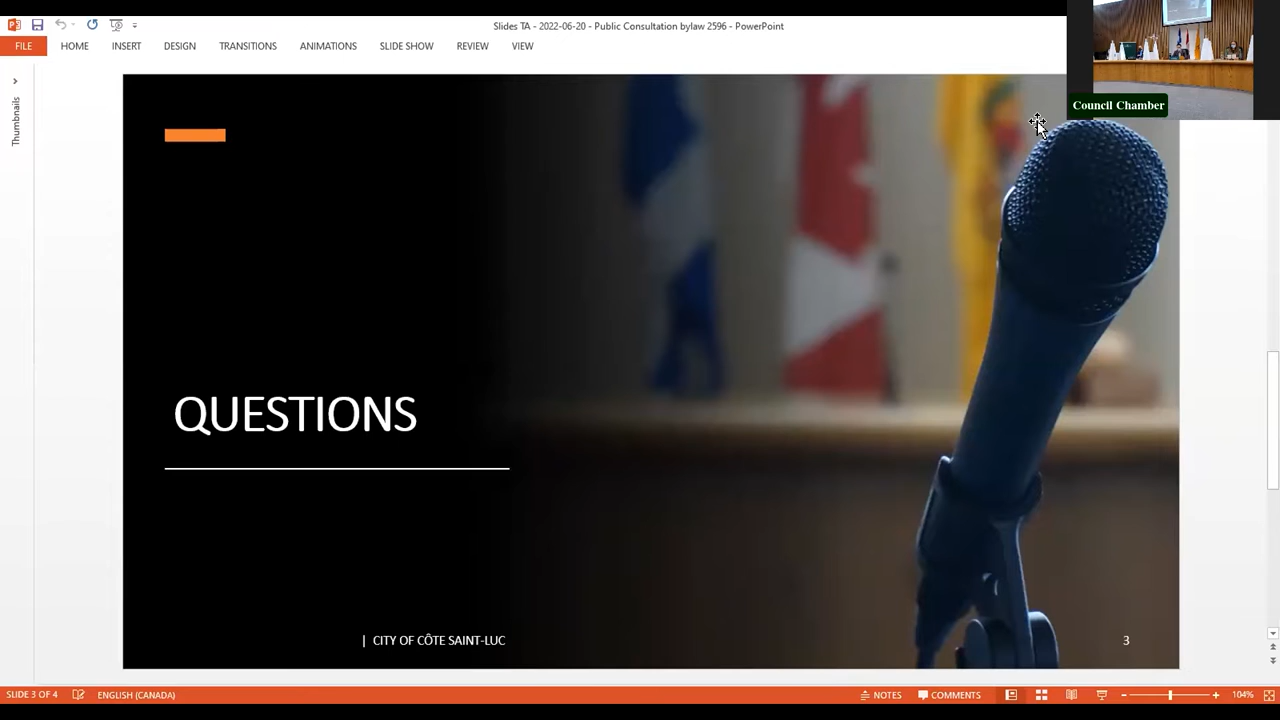 Slides TA - 2022-06-20 - Public Consultation bylaw 2596 - PowerPoint
FILE HOME INSERT DESIGN TRANSITIONS ANIMATIONS SLIDE SHOW REVIEW VIEW
Council Chamber
Thumbnails
QUESTIONS
| CITY OF CÔTE SAINT-LUC
3
SLIDE 3 OF 4 ENGLISH (CANADA) NOTES COMMENTS 104%